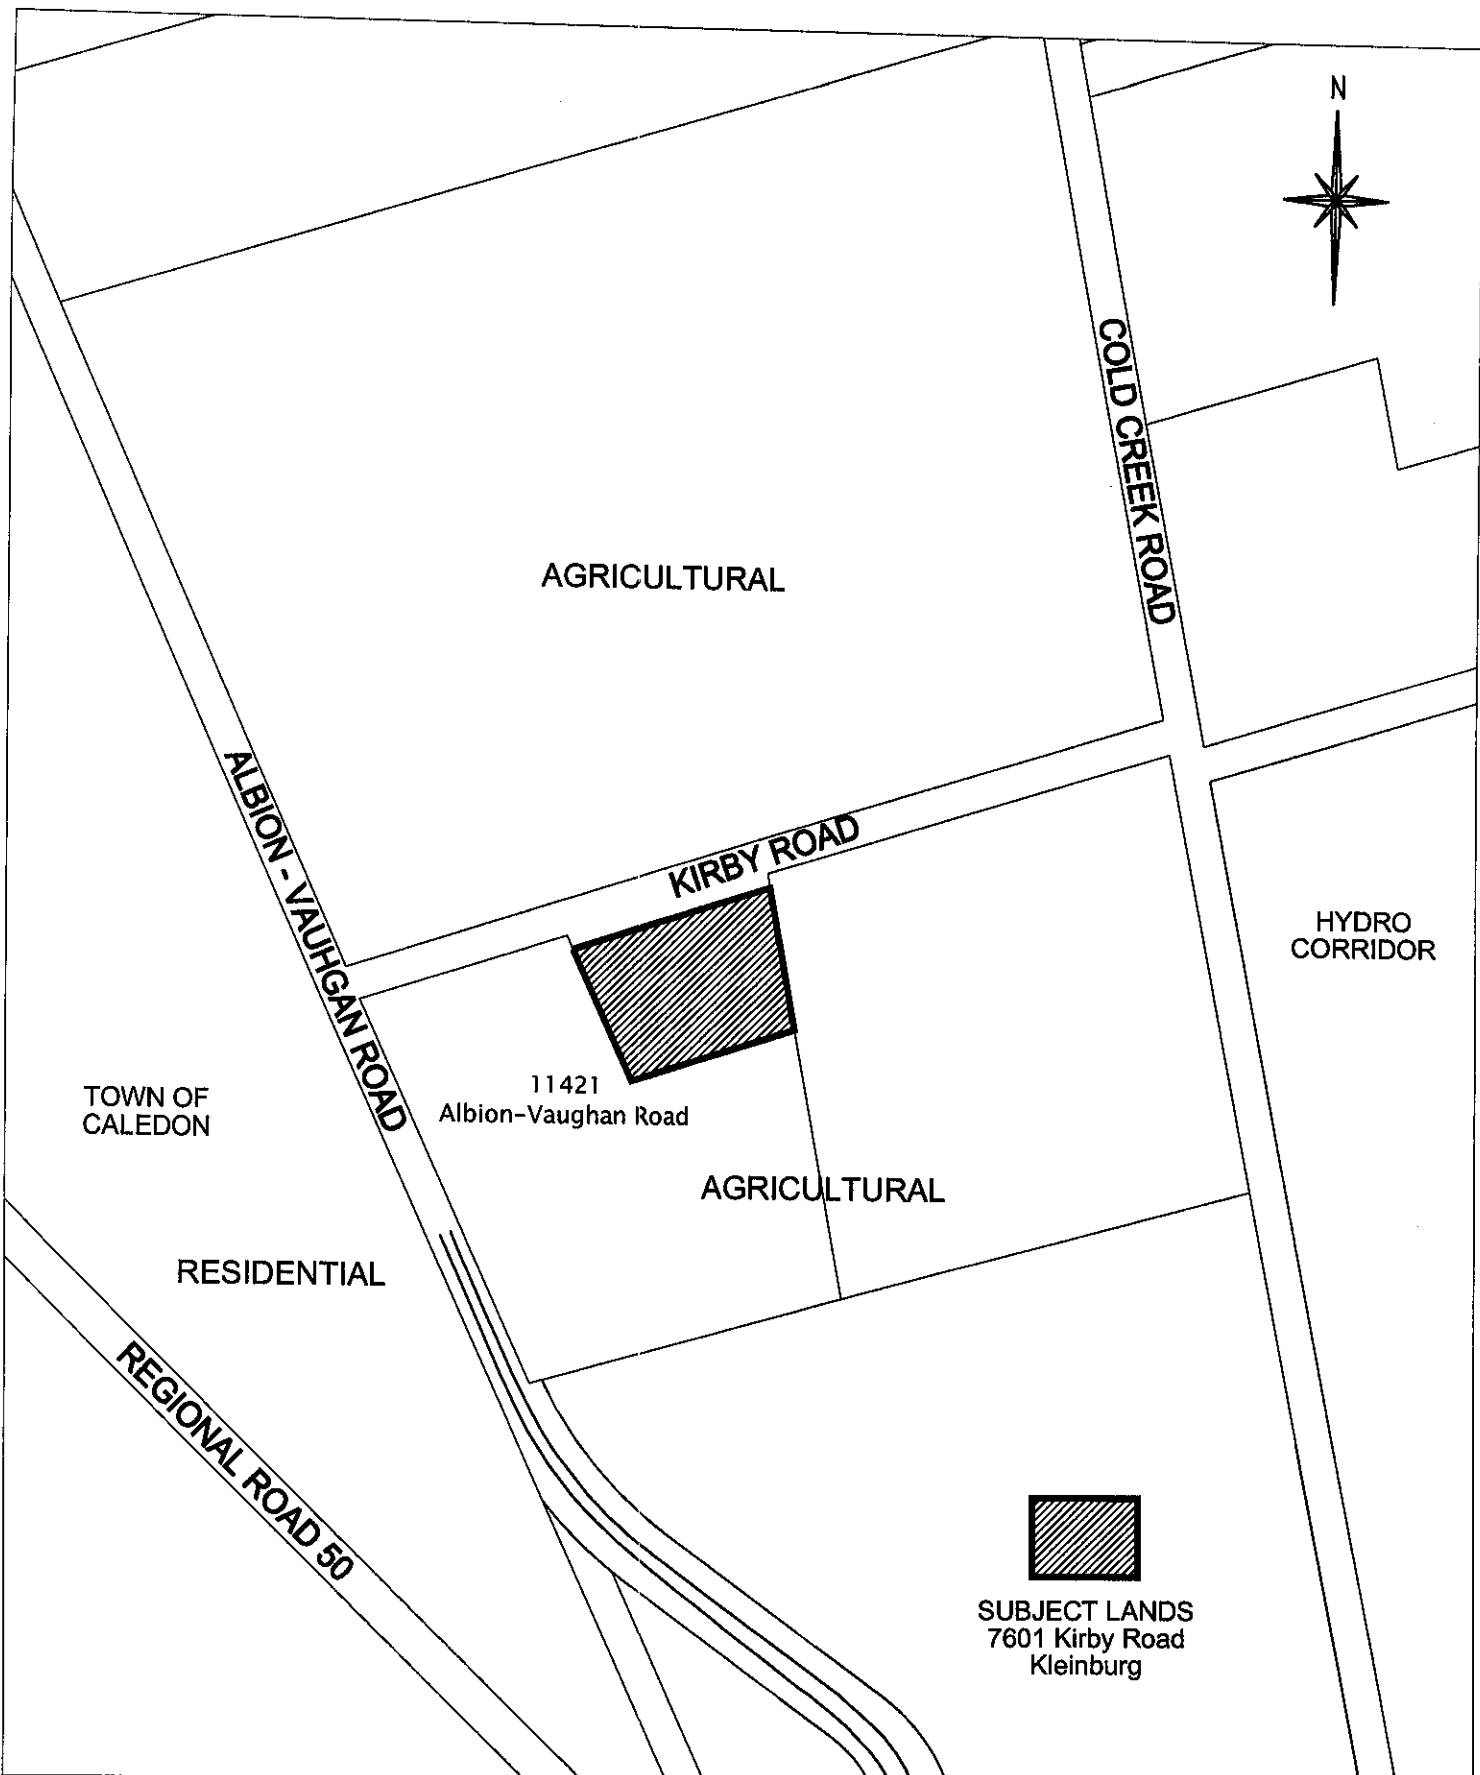 N
COLD CREEK ROAD
AGRICULTURAL
ALBION - VAUHGAN ROAD
KIRBY ROAD
HYDRO
CORRIDOR
11421
Albion-Vaughan Road
TOWN OF
CALEDON
AGRICULTURAL
RESIDENTIAL
REGIONAL ROAD 50
SUBJECT LANDS
7601 Kirby Road
Kleinburg